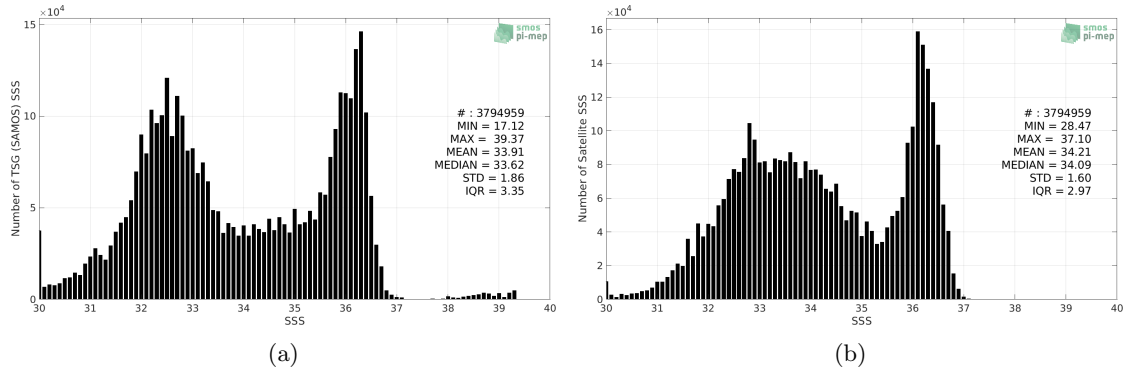 ×10⁴
15
10
5
0
Number of TSG (SAMOS) SSS
30 31 32 33 34 35 36 37 38 39 40
SSS
smos
pi-mep
# : 3794959
MIN = 17.12
MAX = 39.37
MEAN = 33.91
MEDIAN = 33.62
STD = 1.86
IQR = 3.35
(a)
×10⁴
16
14
12
10
8
6
4
2
0
Number of Satellite SSS
30 31 32 33 34 35 36 37 38 39 40
SSS
smos
pi-mep
# : 3794959
MIN = 28.47
MAX = 37.10
MEAN = 34.21
MEDIAN = 34.09
STD = 1.60
IQR = 2.97
(b)